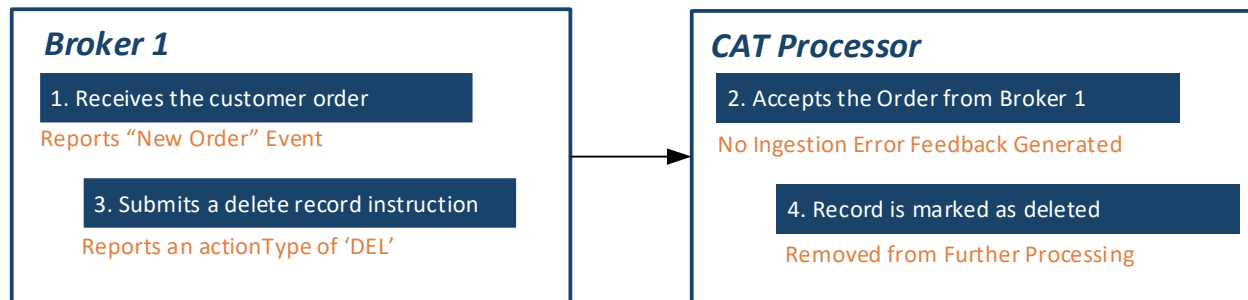 Broker 1
1. Receives the customer order
Reports “New Order” Event
3. Submits a delete record instruction
Reports an actionType of ‘DEL’
CAT Processor
2. Accepts the Order from Broker 1
No Ingestion Error Feedback Generated
4. Record is marked as deleted
Removed from Further Processing